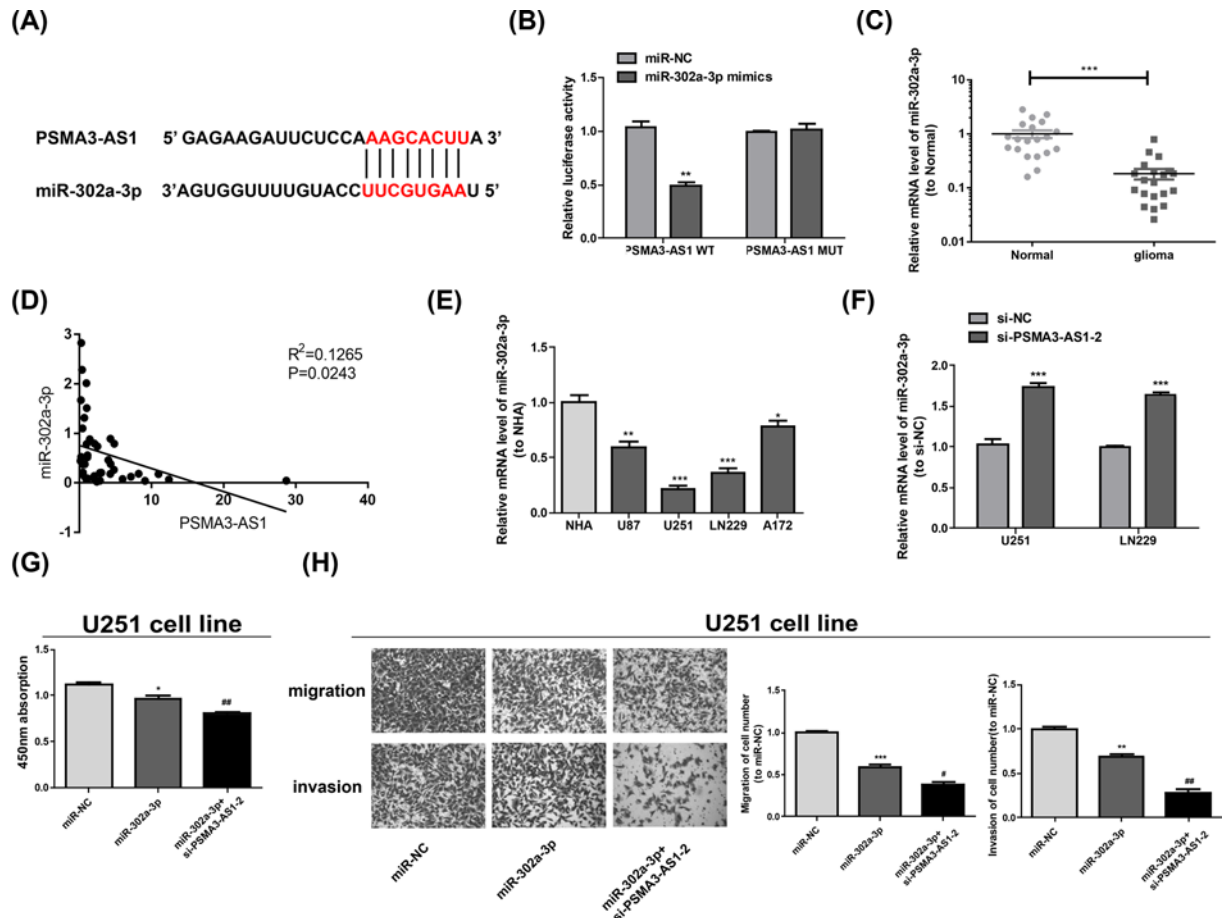 (A)
PSMA3-AS1 5' GAGAAGAUUCUCCAAAGCACUUA 3'
miR-302a-3p 3'AGUGGUUUUGUACCUUCGUGAAU 5'
(B)
miR-NC
miR-302a-3p mimics
Relative luciferase activity
1.5
1.0
0.5
0.0
**
PSMA3-AS1 WT
PSMA3-AS1 MUT
(C)
Relative mRNA level of miR-302a-3p
(to Normal)
10
1
0.1
0.01
***
Normal
glioma
(D)
miR-302a-3p
3
2
1
0
-1
R²=0.1265
P=0.0243
10
20
30
40
PSMA3-AS1
(E)
Relative mRNA level of miR-302a-3p
(to NHA)
1.5
1.0
0.5
0.0
**
***
***
*
NHA
U87
U251
LN229
A172
(F)
si-NC
si-PSMA3-AS1-2
Relative mRNA level of miR-302a-3p
(to si-NC)
2.0
1.5
1.0
0.5
0.0
***
***
U251
LN229
(G)
U251 cell line
450nm absorption
1.5
1.0
0.5
0.0
*
##
miR-NC
miR-302a-3p
miR-302a-3p+
si-PSMA3-AS1-2
(H)
U251 cell line
migration
invasion
miR-NC
miR-302a-3p
miR-302a-3p+
si-PSMA3-AS1-2
Migration of cell number
(to miR-NC)
1.5
1.0
0.5
0.0
***
#
miR-NC
miR-302a-3p
miR-302a-3p+
si-PSMA3-AS1-2
Invasion of cell number(to miR-NC)
1.5
1.0
0.5
0.0
**
##
miR-NC
miR-302a-3p
miR-302a-3p+
si-PSMA3-AS1-2